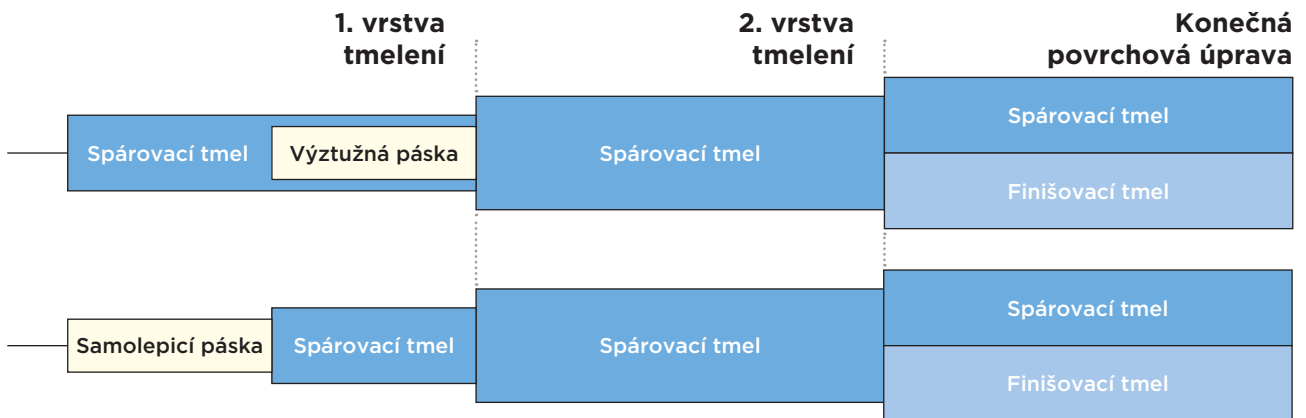 1. vrstva
tmelení
2. vrstva
tmelení
Konečná
povrchová úprava
Spárovací tmel
Výztužná páska
Spárovací tmel
Spárovací tmel
Finišovací tmel
Samolepicí páska
Spárovací tmel
Spárovací tmel
Spárovací tmel
Finišovací tmel